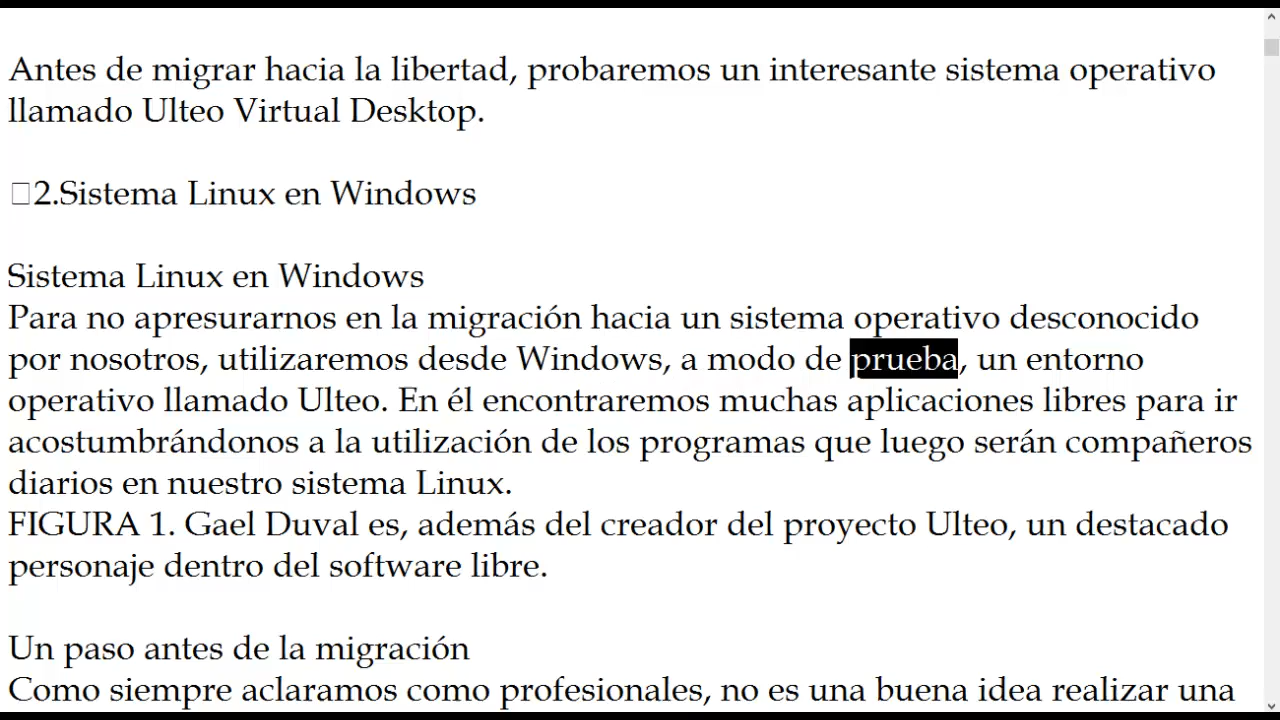 Antes de migrar hacia la libertad, probaremos un interesante sistema operativo
llamado Ulteo Virtual Desktop.
□2.Sistema Linux en Windows
Sistema Linux en Windows
Para no apresurarnos en la migración hacia un sistema operativo desconocido
por nosotros, utilizaremos desde Windows, a modo de prueba, un entorno
operativo llamado Ulteo. En él encontraremos muchas aplicaciones libres para ir
acostumbrándonos a la utilización de los programas que luego serán compañeros
diarios en nuestro sistema Linux.
FIGURA 1. Gael Duval es, además del creador del proyecto Ulteo, un destacado
personaje dentro del software libre.
Un paso antes de la migración
Como siempre aclaramos como profesionales, no es una buena idea realizar una